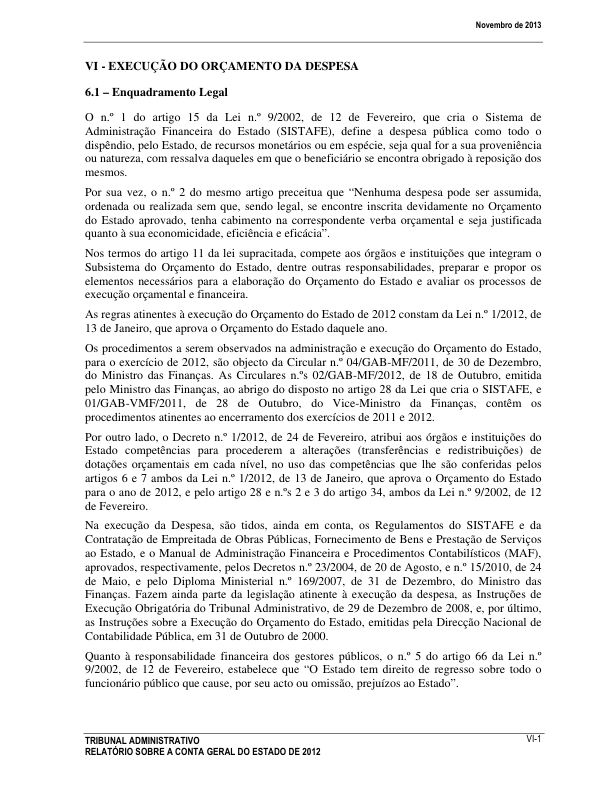 Novembro de 2013
VI - EXECUÇÃO DO ORÇAMENTO DA DESPESA
6.1 – Enquadramento Legal
O n.º 1 do artigo 15 da Lei n.º 9/2002, de 12 de Fevereiro, que cria o Sistema de
Administração Financeira do Estado (SISTAFE), define a despesa pública como todo o
dispêndio, pelo Estado, de recursos monetários ou em espécie, seja qual for a sua proveniência
ou natureza, com ressalva daqueles em que o beneficiário se encontra obrigado à reposição dos
mesmos.
Por sua vez, o n.º 2 do mesmo artigo preceitua que “Nenhuma despesa pode ser assumida,
ordenada ou realizada sem que, sendo legal, se encontre inscrita devidamente no Orçamento
do Estado aprovado, tenha cabimento na correspondente verba orçamental e seja justificada
quanto à sua economicidade, eficiência e eficácia”.
Nos termos do artigo 11 da lei supracitada, compete aos órgãos e instituições que integram o
Subsistema do Orçamento do Estado, dentre outras responsabilidades, preparar e propor os
elementos necessários para a elaboração do Orçamento do Estado e avaliar os processos de
execução orçamental e financeira.
As regras atinentes à execução do Orçamento do Estado de 2012 constam da Lei n.º 1/2012, de
13 de Janeiro, que aprova o Orçamento do Estado daquele ano.
Os procedimentos a serem observados na administração e execução do Orçamento do Estado,
para o exercício de 2012, são objecto da Circular n.º 04/GAB-MF/2011, de 30 de Dezembro,
do Ministro das Finanças. As Circulares n.ºs 02/GAB-MF/2012, de 18 de Outubro, emitida
pelo Ministro das Finanças, ao abrigo do disposto no artigo 28 da Lei que cria o SISTAFE, e
01/GAB-VMF/2011, de 28 de Outubro, do Vice-Ministro da Finanças, contêm os
procedimentos atinentes ao encerramento dos exercícios de 2011 e 2012.
Por outro lado, o Decreto n.º 1/2012, de 24 de Fevereiro, atribui aos órgãos e instituições do
Estado competências para procederem a alterações (transferências e redistribuições) de
dotações orçamentais em cada nível, no uso das competências que lhe são conferidas pelos
artigos 6 e 7 ambos da Lei n.º 1/2012, de 13 de Janeiro, que aprova o Orçamento do Estado
para o ano de 2012, e pelo artigo 28 e n.ºs 2 e 3 do artigo 34, ambos da Lei n.º 9/2002, de 12
de Fevereiro.
Na execução da Despesa, são tidos, ainda em conta, os Regulamentos do SISTAFE e da
Contratação de Empreitada de Obras Públicas, Fornecimento de Bens e Prestação de Serviços
ao Estado, e o Manual de Administração Financeira e Procedimentos Contabilísticos (MAF),
aprovados, respectivamente, pelos Decretos n.º 23/2004, de 20 de Agosto, e n.º 15/2010, de 24
de Maio, e pelo Diploma Ministerial n.º 169/2007, de 31 de Dezembro, do Ministro das
Finanças. Fazem ainda parte da legislação atinente à execução da despesa, as Instruções de
Execução Obrigatória do Tribunal Administrativo, de 29 de Dezembro de 2008, e, por último,
as Instruções sobre a Execução do Orçamento do Estado, emitidas pela Direcção Nacional de
Contabilidade Pública, em 31 de Outubro de 2000.
Quanto à responsabilidade financeira dos gestores públicos, o n.º 5 do artigo 66 da Lei n.º
9/2002, de 12 de Fevereiro, estabelece que “O Estado tem direito de regresso sobre todo o
funcionário público que cause, por seu acto ou omissão, prejuízos ao Estado”.
TRIBUNAL ADMINISTRATIVO
VI-1
RELATÓRIO SOBRE A CONTA GERAL DO ESTADO DE 2012